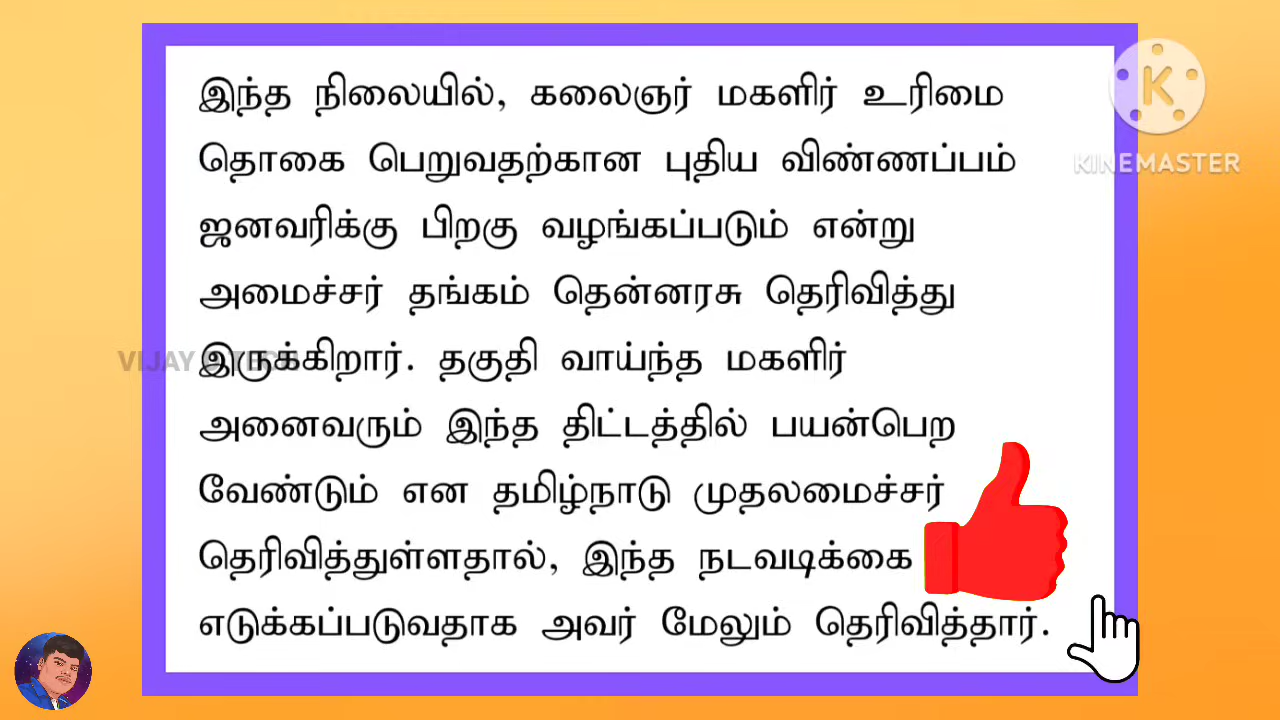 இந்த நிலையில், கலைஞர் மகளிர் உரிமை
தொகை பெறுவதற்கான புதிய விண்ணப்பம்
ஜனவரிக்கு பிறகு வழங்கப்படும் என்று
அமைச்சர் தங்கம் தென்னரசு தெரிவித்து
இருக்கிறார். தகுதி வாய்ந்த மகளிர்
அனைவரும் இந்த திட்டத்தில் பயன்பெற
வேண்டும் என தமிழ்நாடு முதலமைச்சர்
தெரிவித்துள்ளதால், இந்த நடவடிக்கை
எடுக்கப்படுவதாக அவர் மேலும் தெரிவித்தார்.
K
KINEMASTER
VIJAY